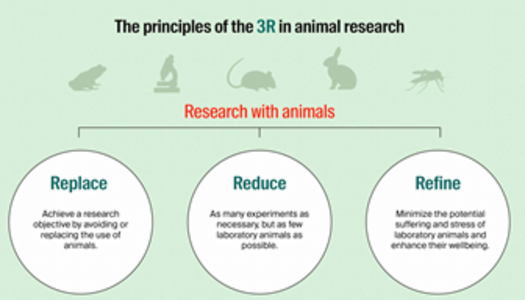 The principles of the 3R in animal research
Research with animals
Replace
Achieve a research
objective by avoiding or
replacing the use of
animals.
Reduce
As many experiments as
necessary, but as few
laboratory animals as
possible.
Refine
Minimize the potential
suffering and stress of
laboratory animals and
enhance their wellbeing.